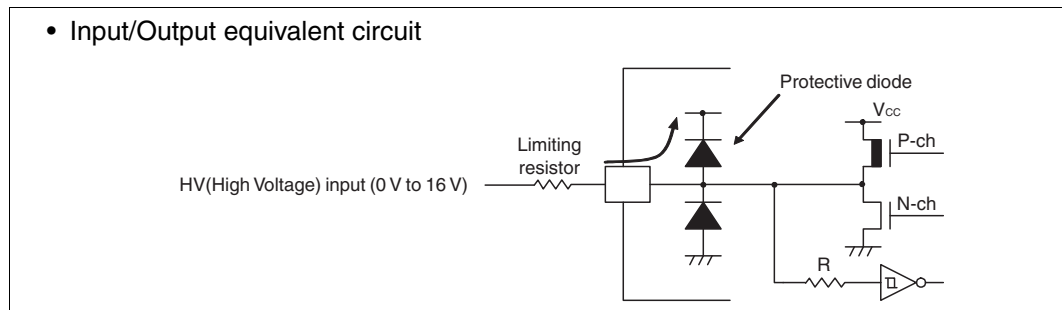 • Input/Output equivalent circuit
Protective diode
VCC
P-ch
Limiting
resistor
HV(High Voltage) input (0 V to 16 V)
N-ch
R